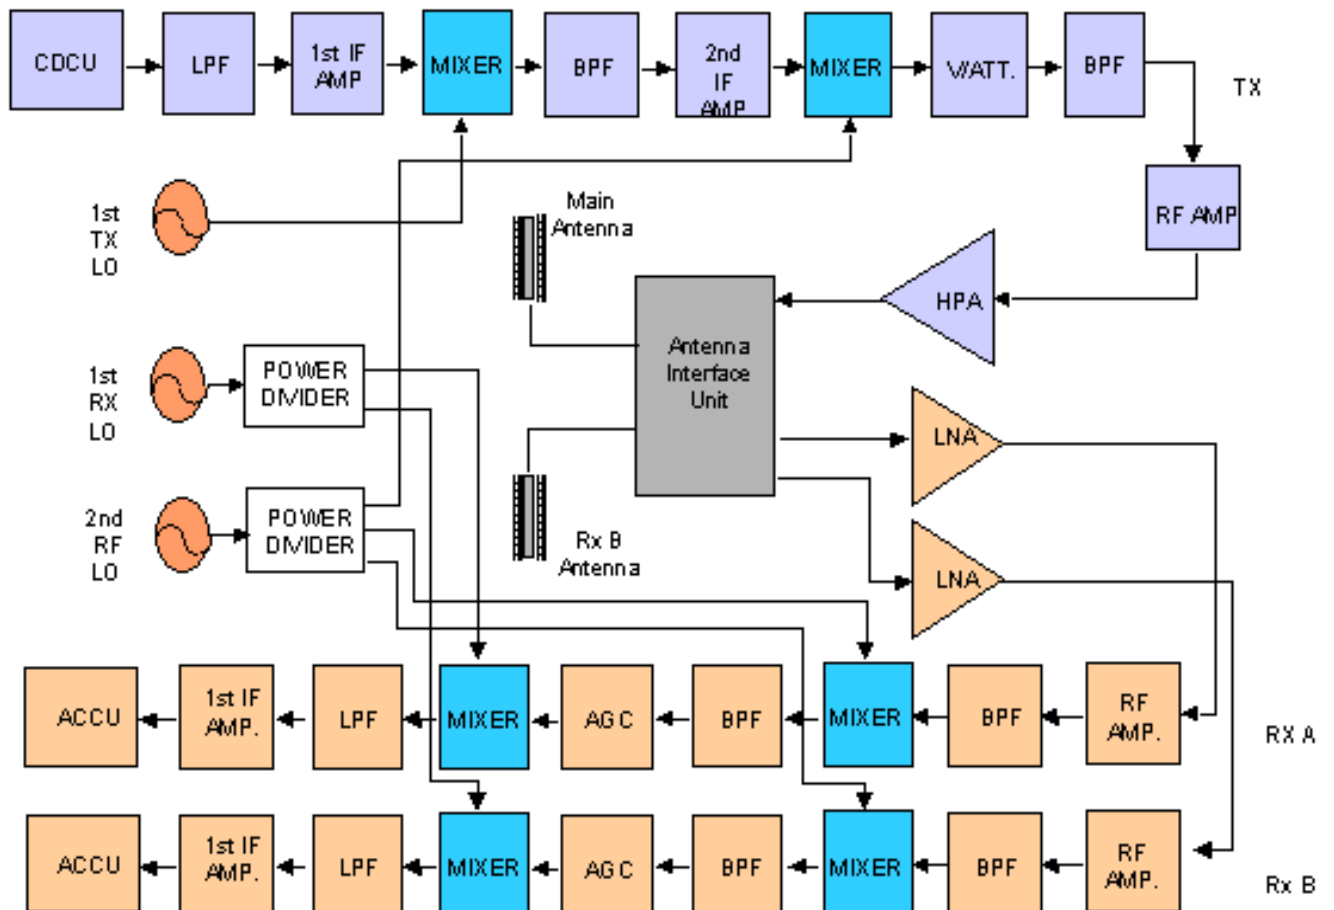 CDCU
LPF
1st IF
AMP
MIXER
BPF
2nd
IF
AMP
MIXER
V/ATT.
BPF
TX
RF AMP
HPA
1st
TX
LO
Main
Antenna
Antenna
Interface
Unit
1st
RX
LO
POWER
DIVIDER
LNA
2nd
RF
LO
POWER
DIVIDER
Rx B
Antenna
LNA
ACCU
1st IF
AMP.
LPF
MIXER
AGC
BPF
MIXER
BPF
RF
AMP.
RX A
ACCU
1st IF
AMP.
LPF
MIXER
AGC
BPF
MIXER
BPF
RF
AMP.
Rx B